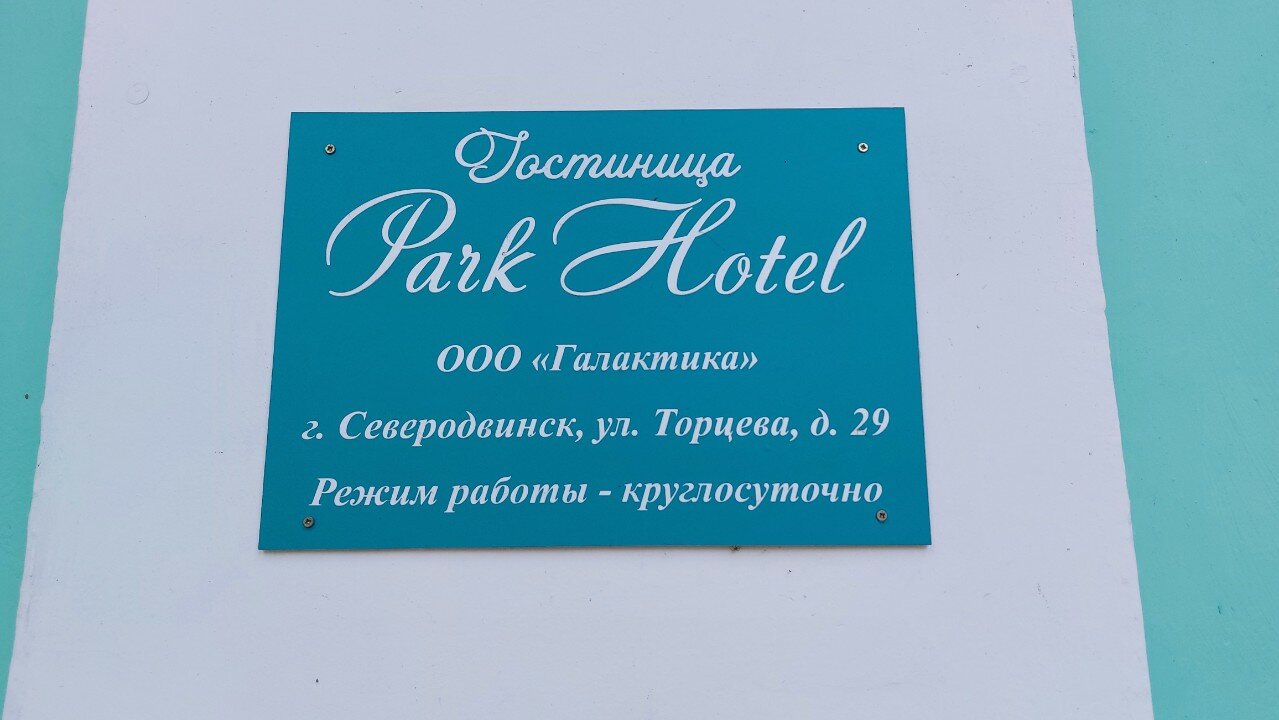 Гостиница
Park Hotel
ООО «Галактика»
г. Северодвинск, ул. Торцева, д. 29
Режим работы - круглосуточно